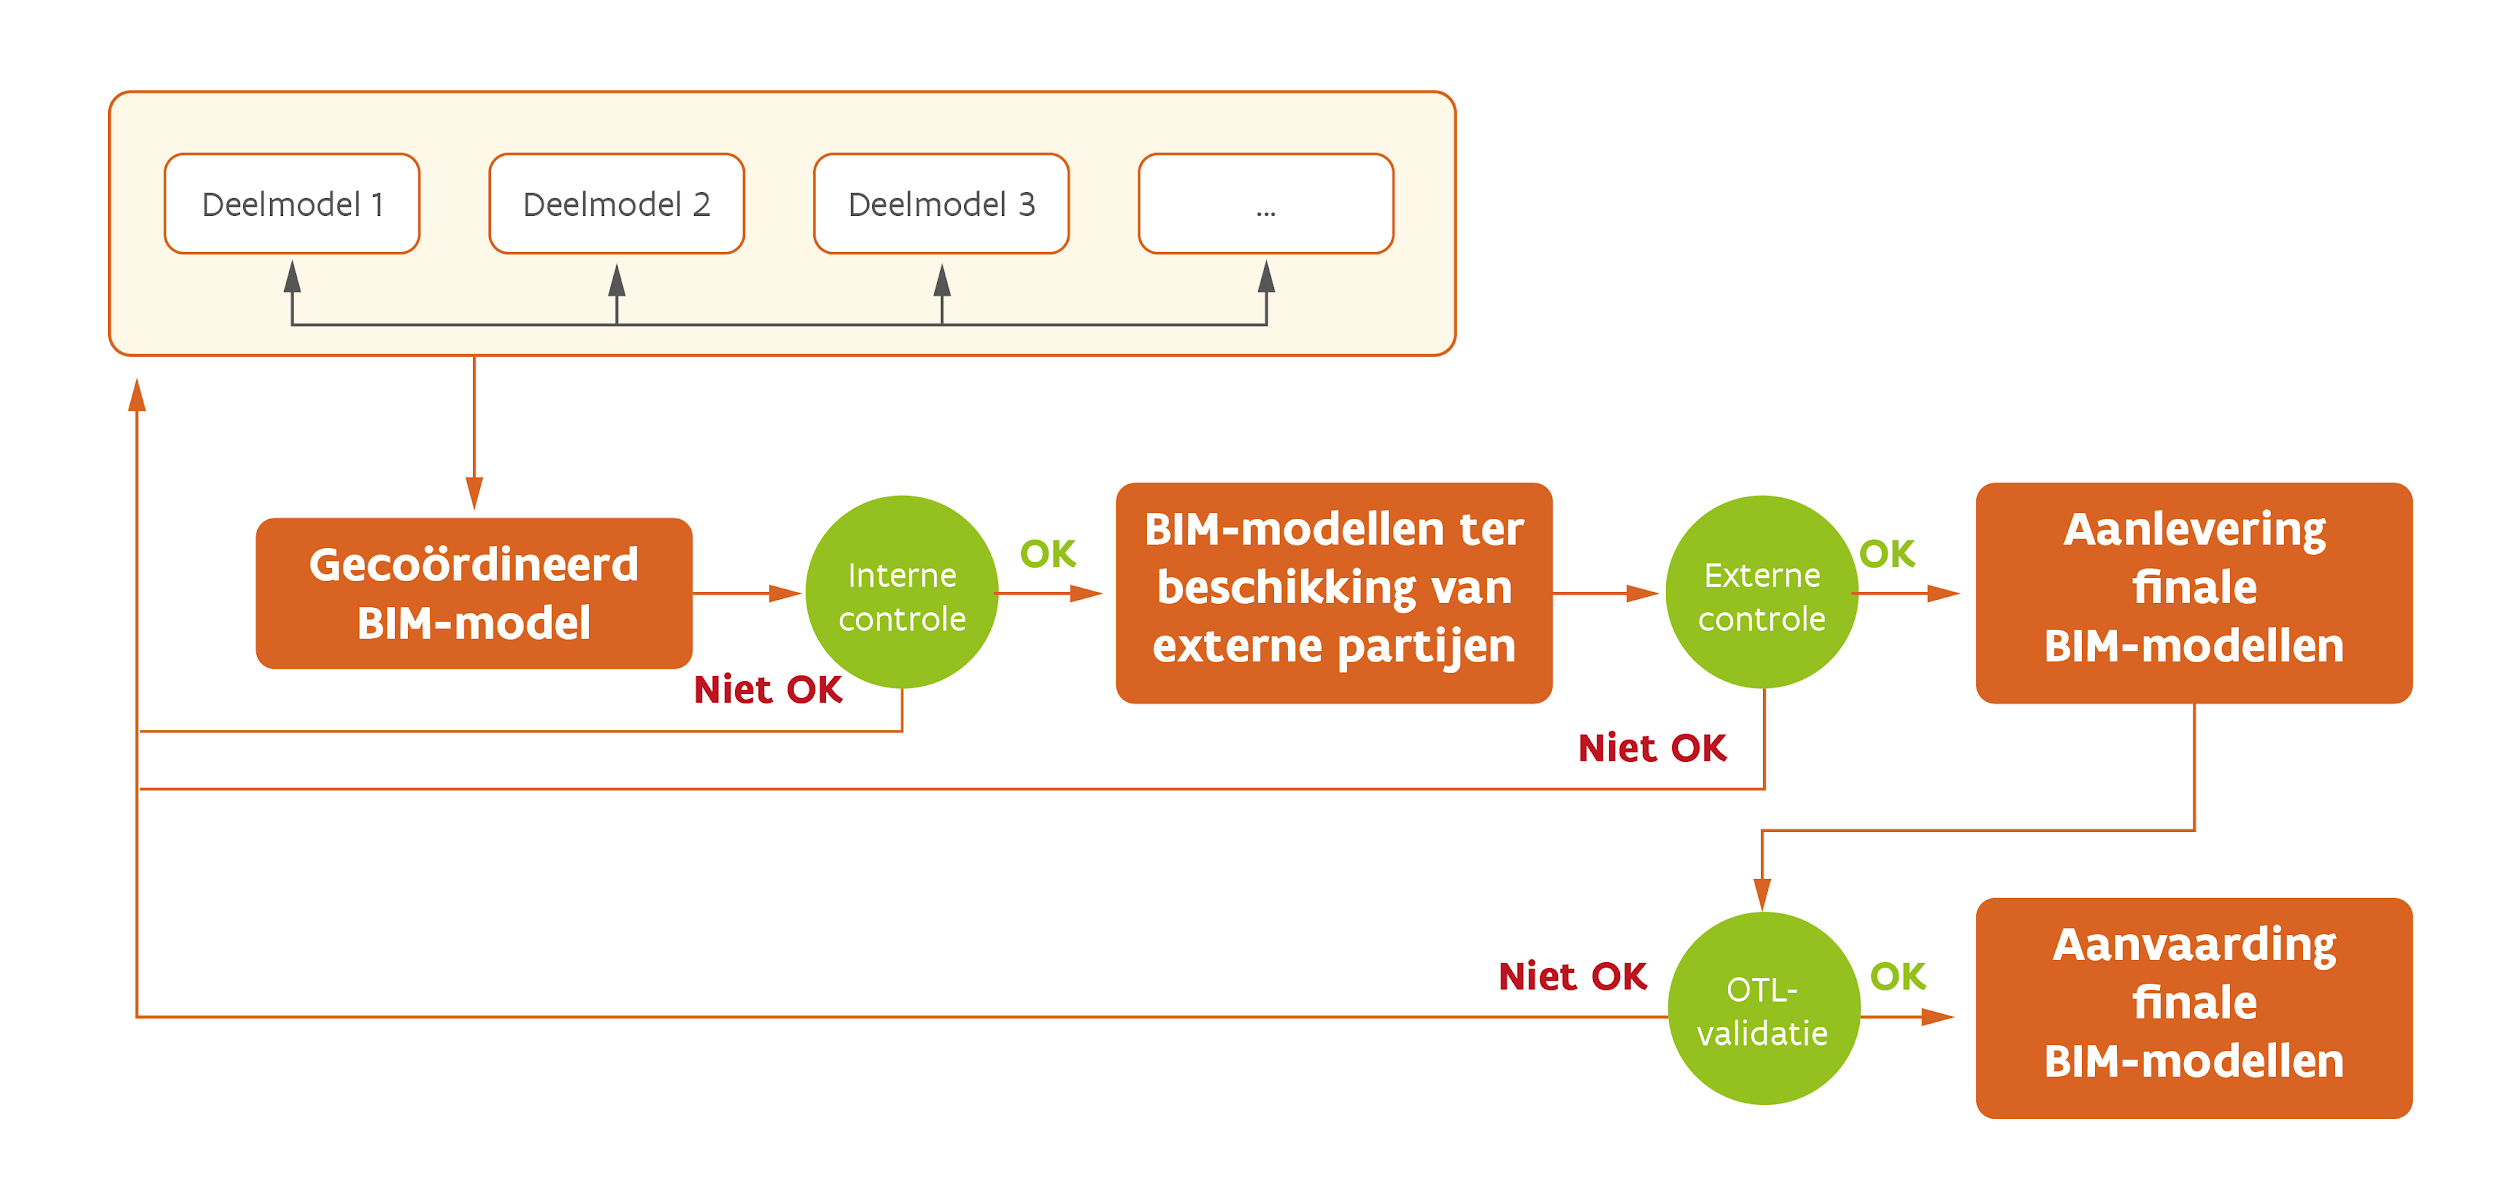 Deelmodel 1
Deelmodel 2
Deelmodel 3
...
Gecoördineerd
BIM-model
Interne
controle
OK
Niet OK
BIM-modellen ter
beschikking van
externe partijen
Externe
controle
OK
Niet OK
Aanlevering
finale
BIM-modellen
OTL-
validatie
Niet OK
OK
Aanvaarding
finale
BIM-modellen